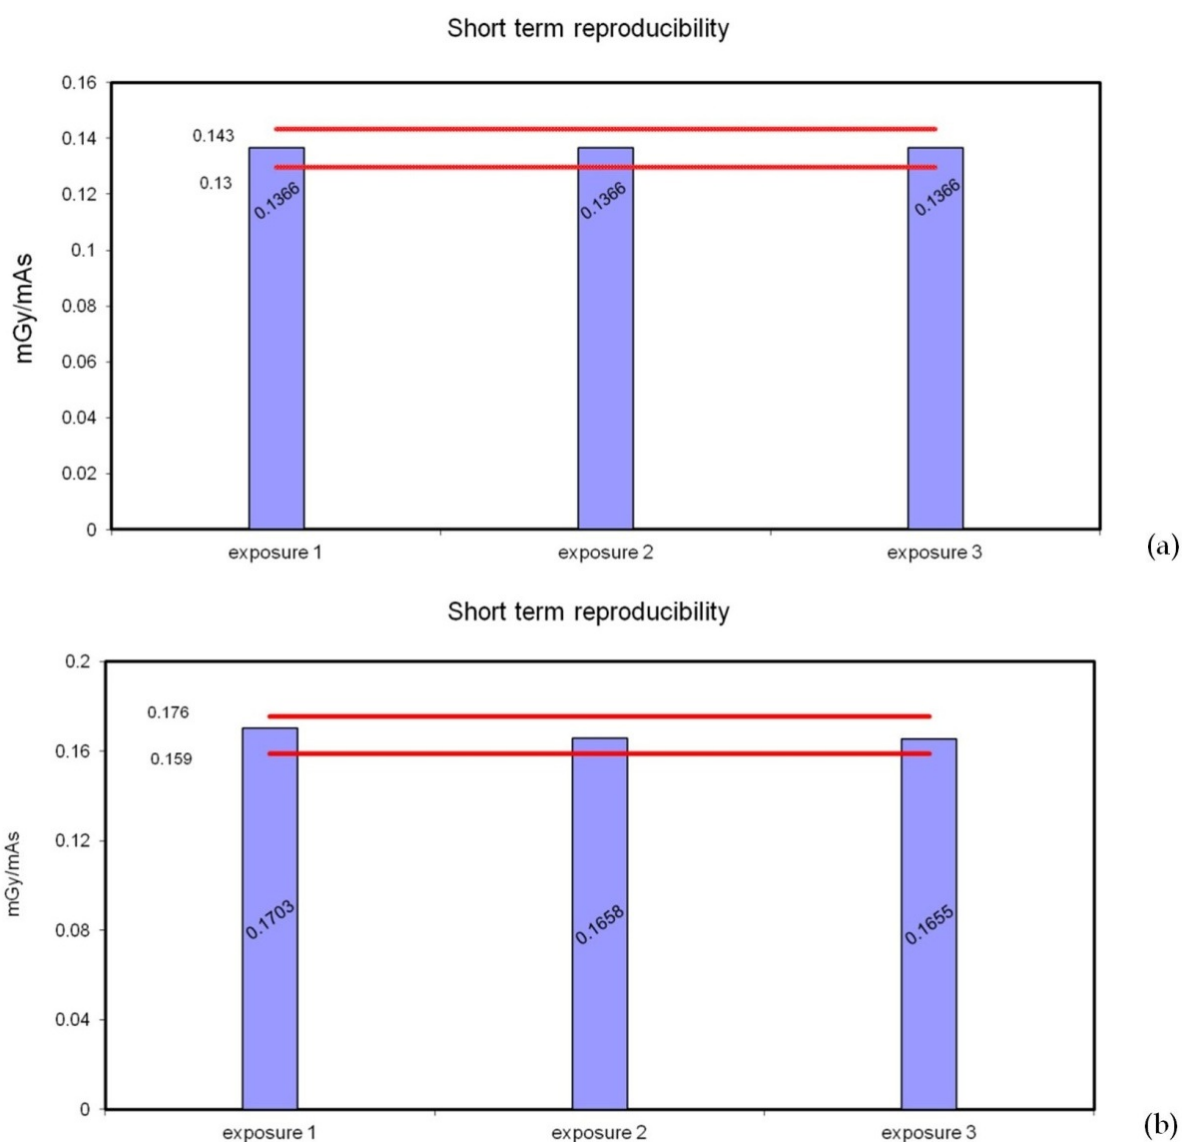 Short term reproducibility
0.16
0.14
0.12
0.1
0.08
0.06
0.04
0.02
0
mGy/mAs
0.143
0.13
0.1366
0.1366
0.1366
exposure 1
exposure 2
exposure 3
(a)
Short term reproducibility
0.2
0.16
0.12
0.08
0.04
0
mGy/mAs
0.176
0.159
0.1703
0.1658
0.1655
exposure 1
exposure 2
exposure 3
(b)